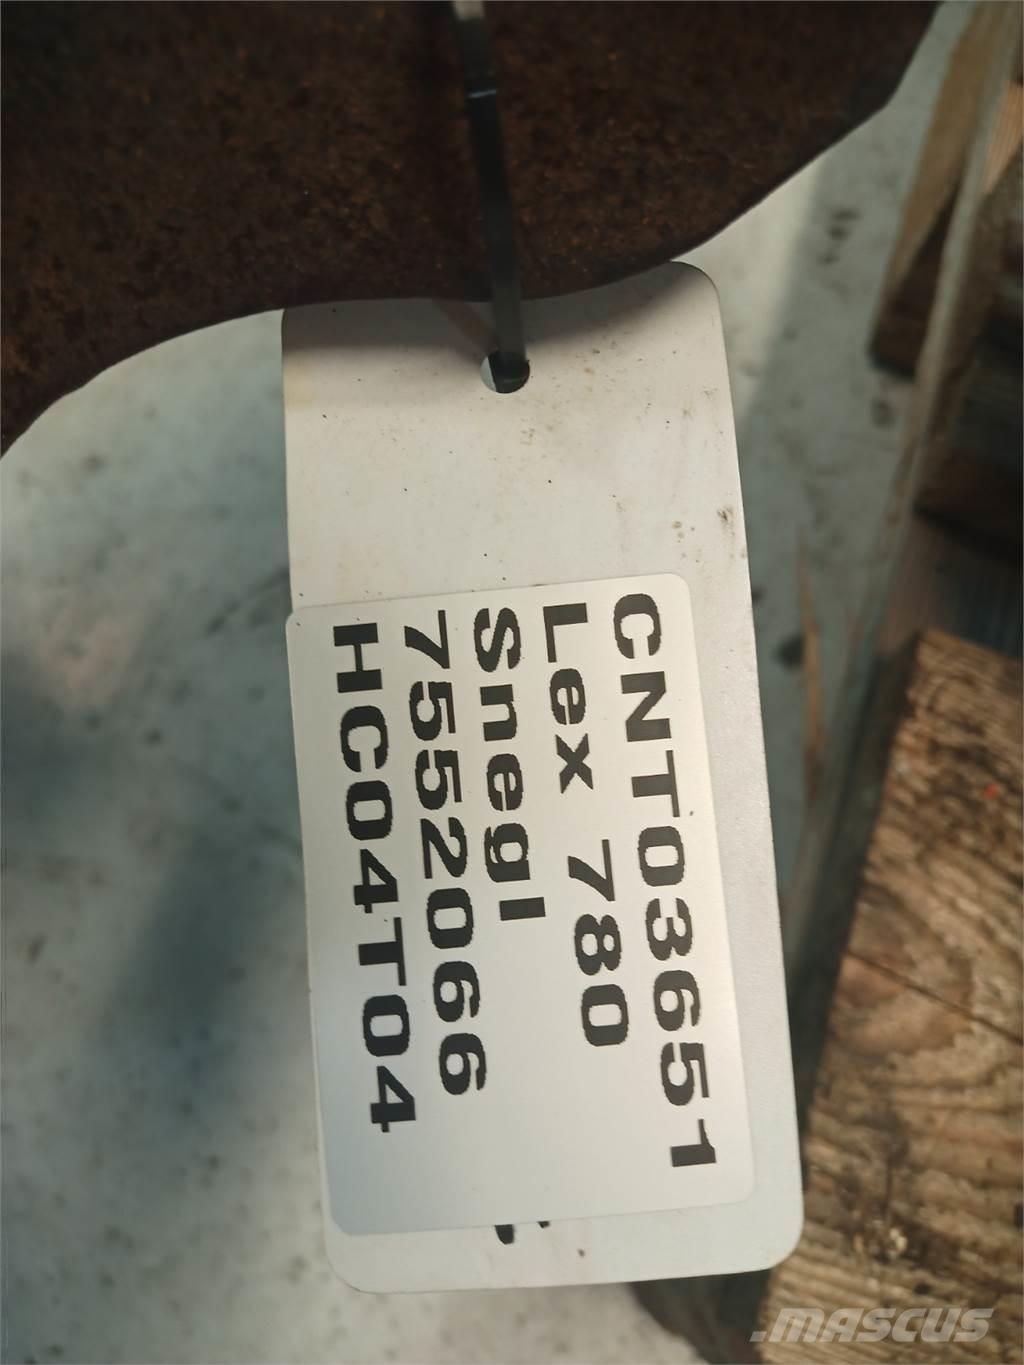 CNT03651
Lex 780
Snegl
7552066
HC04T04
.MASCUS